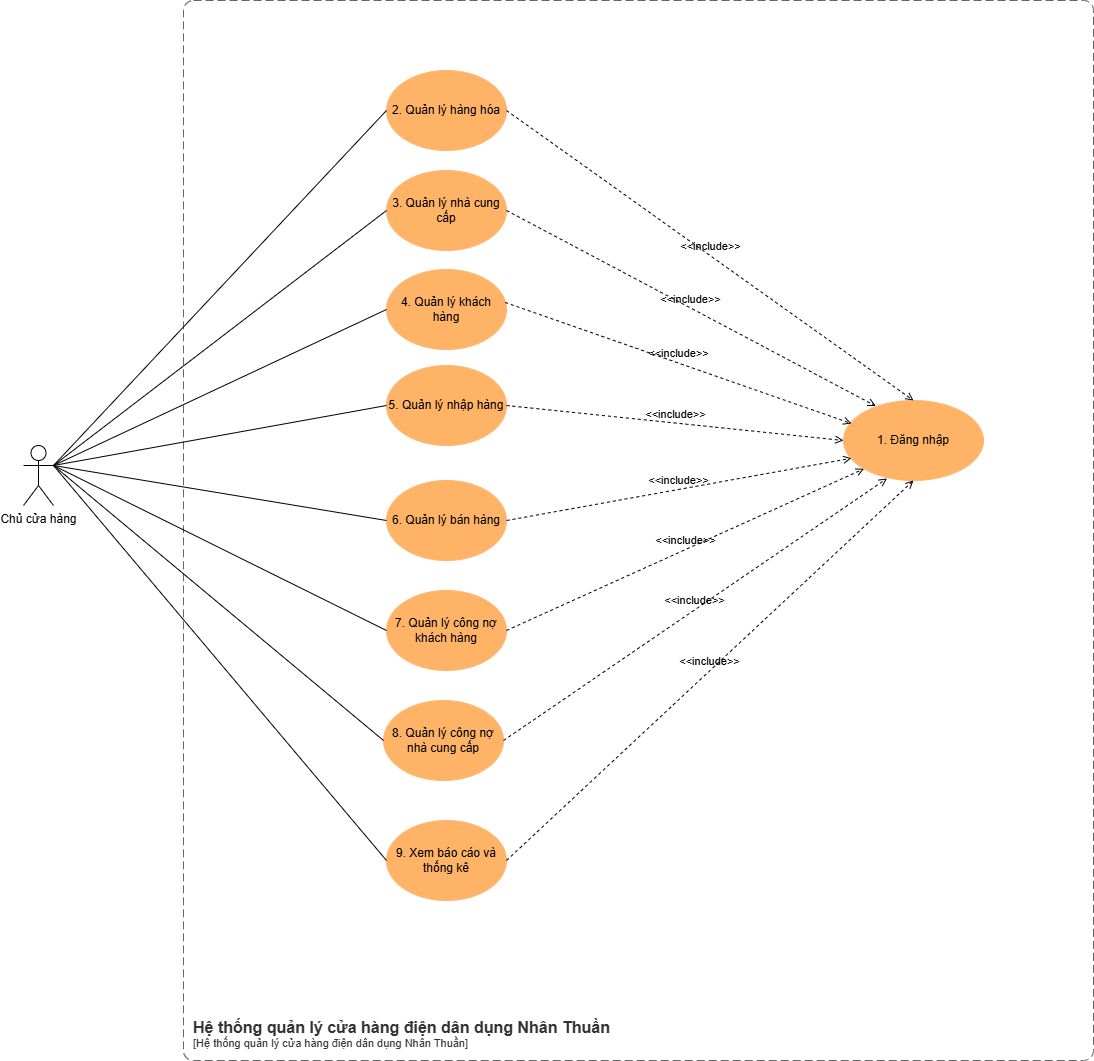 2. Quản lý hàng hóa
3. Quản lý nhà cung
cấp
<<include>>
<<include>>
4. Quản lý khách
hàng
<<include>>
5. Quản lý nhập hàng
<<include>>
1. Đăng nhập
Chủ cửa hàng
6. Quản lý bán hàng
<<include>>
<<include>>
7. Quản lý công nợ
khách hàng
<<include>>
8. Quản lý công nợ
nhà cung cấp
<<include>>
9. Xem báo cáo và
thống kê
Hệ thống quản lý cửa hàng điện dân dụng Nhân Thuần
[Hệ thống quản lý cửa hàng điện dân dụng Nhân Thuần]